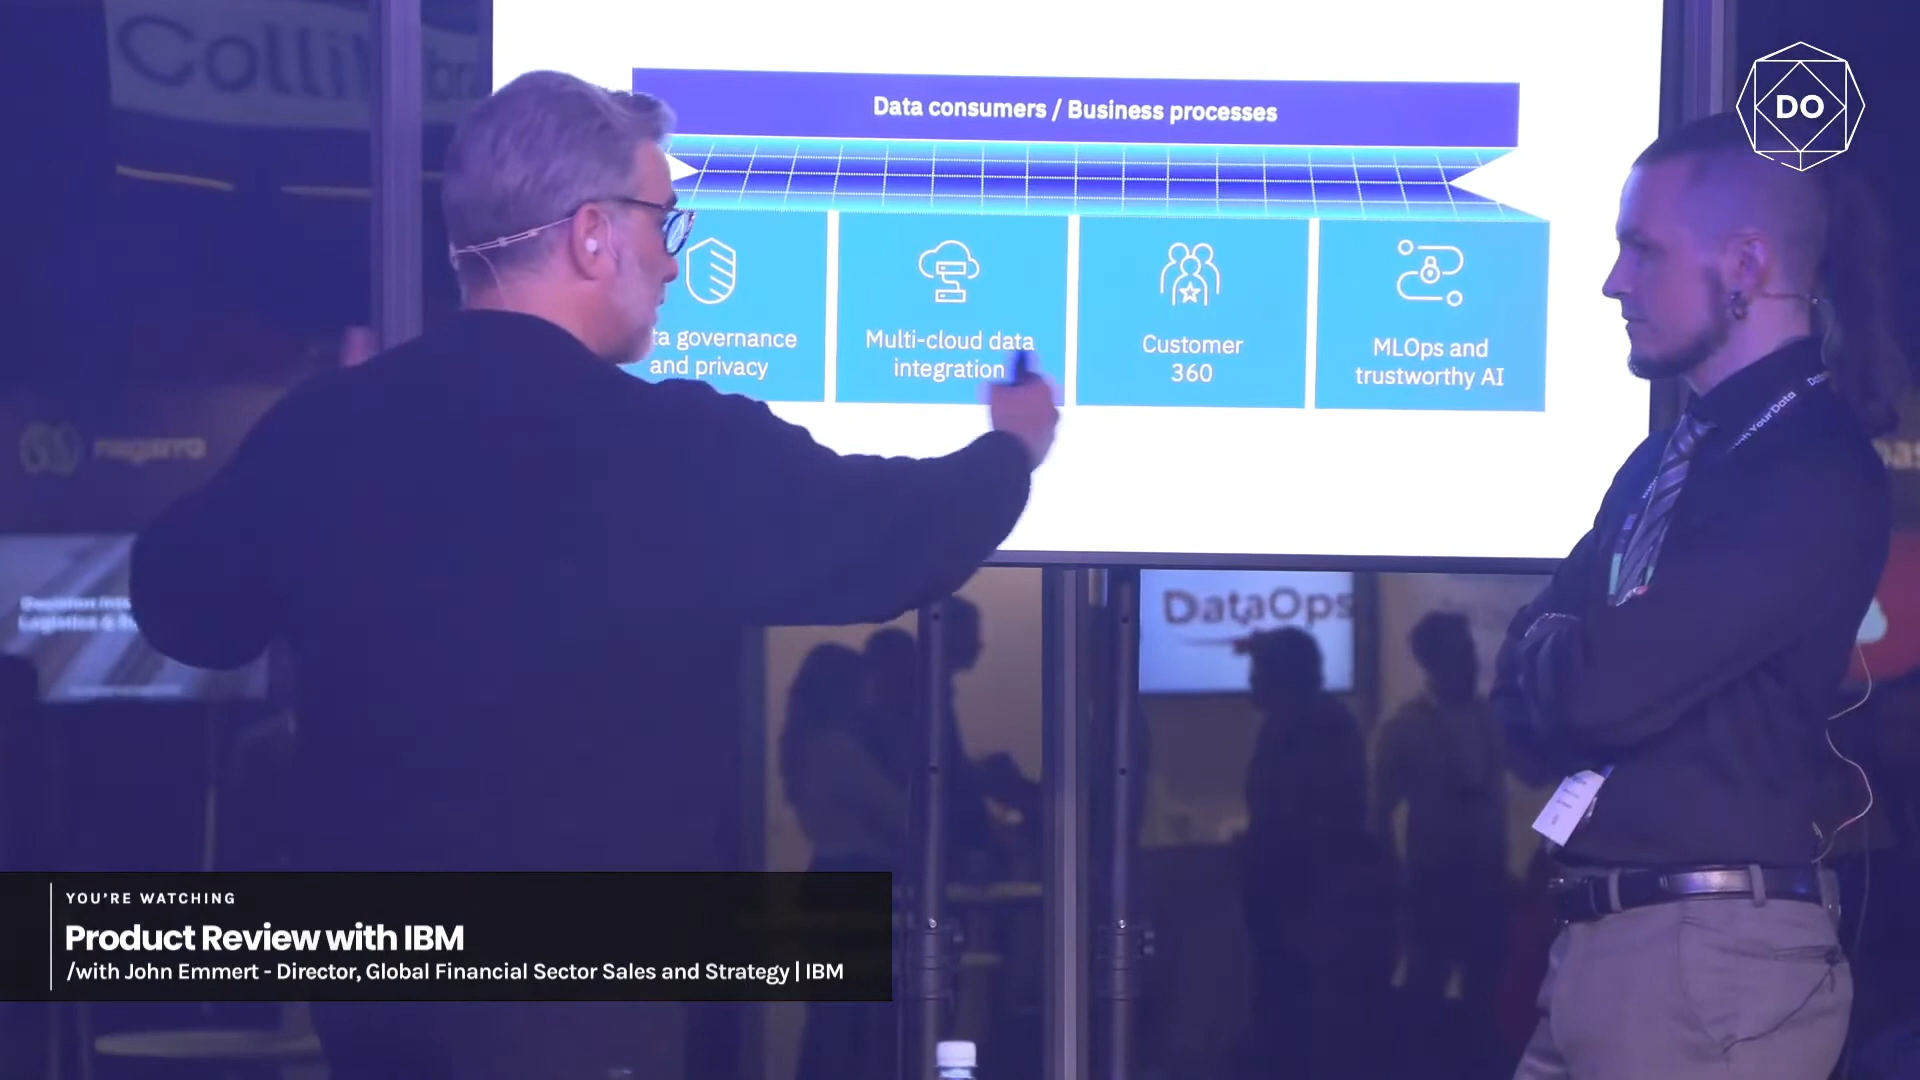 Data consumers / Business processes
DO
ta governance
and privacy
Multi-cloud data
integration
Customer
360
MLOps and
trustworthy AI
nagarro
DataOps
YOU'RE WATCHING
Product Review with IBM
/with John Emmert - Director, Global Financial Sector Sales and Strategy | IBM